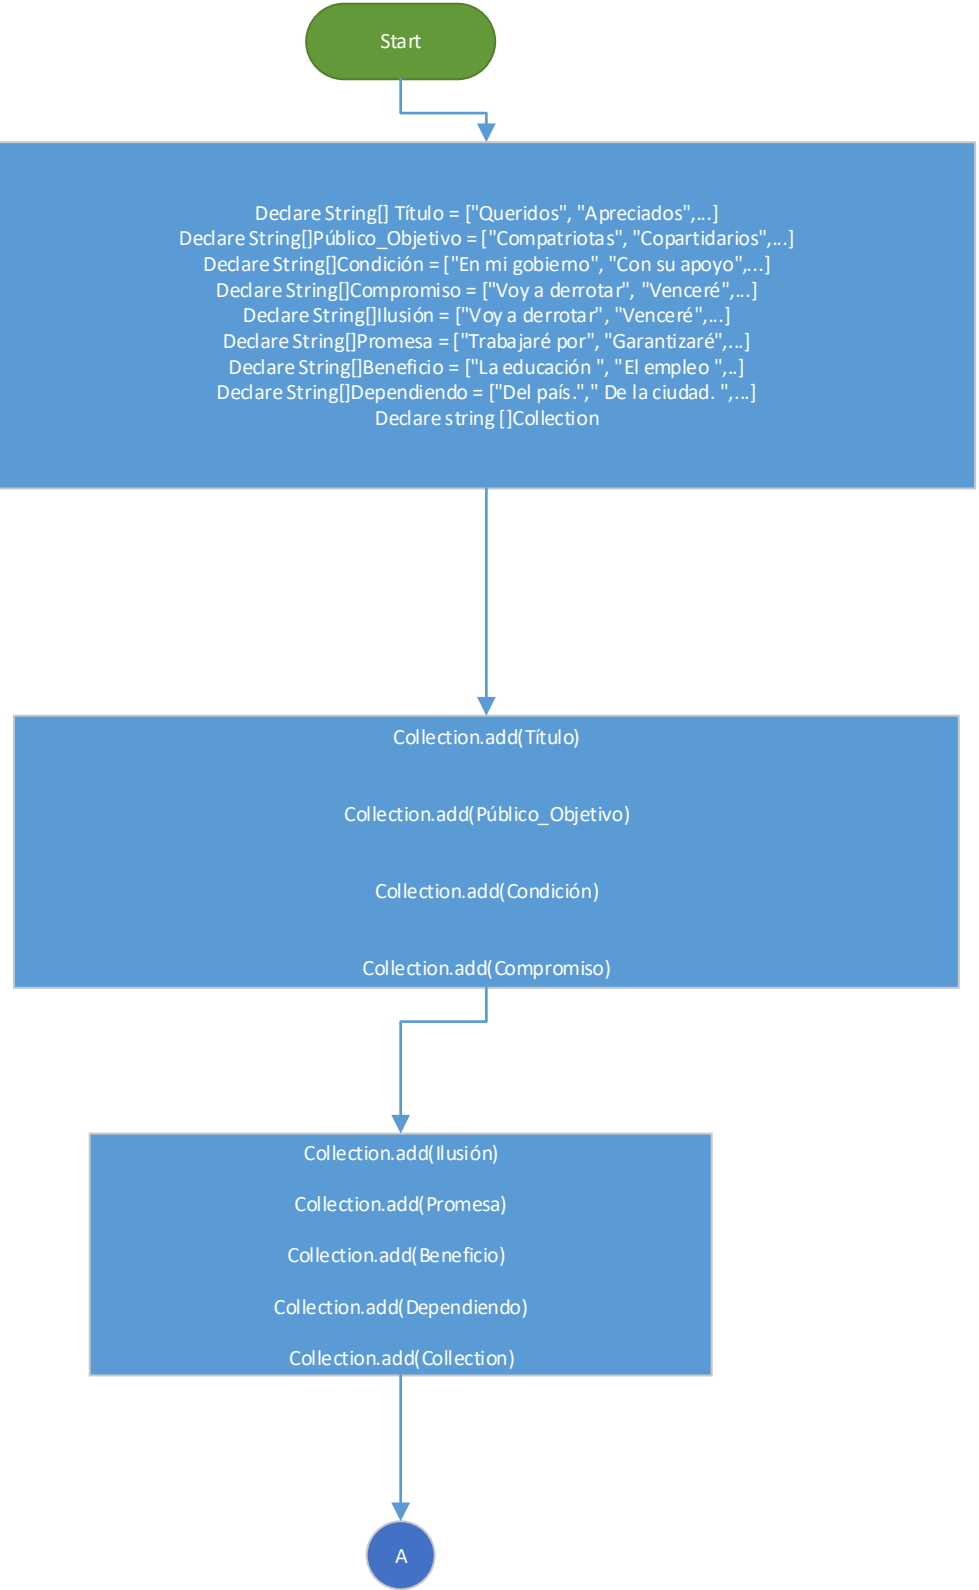 Start
Declare String[] Título = ["Queridos", "Apreciados",...]
Declare String[]Público_Objetivo = ["Compatriotas", "Copartidarios",...]
Declare String[]Condición = ["En mi gobierno", "Con su apoyo",...]
Declare String[]Compromiso = ["Voy a derrotar", "Venceré",...]
Declare String[]Ilusión = ["Voy a derrotar", "Venceré",...]
Declare String[]Promesa = ["Trabajaré por", "Garantizaré",...]
Declare String[]Beneficio = ["La educación ", "El empleo ",..]
Declare String[]Dependiendo = ["Del país."," De la ciudad. ",...]
Declare string []Collection
Collection.add(Título)
Collection.add(Público_Objetivo)
Collection.add(Condición)
Collection.add(Compromiso)
Collection.add(Ilusión)
Collection.add(Promesa)
Collection.add(Beneficio)
Collection.add(Dependiendo)
Collection.add(Collection)
A